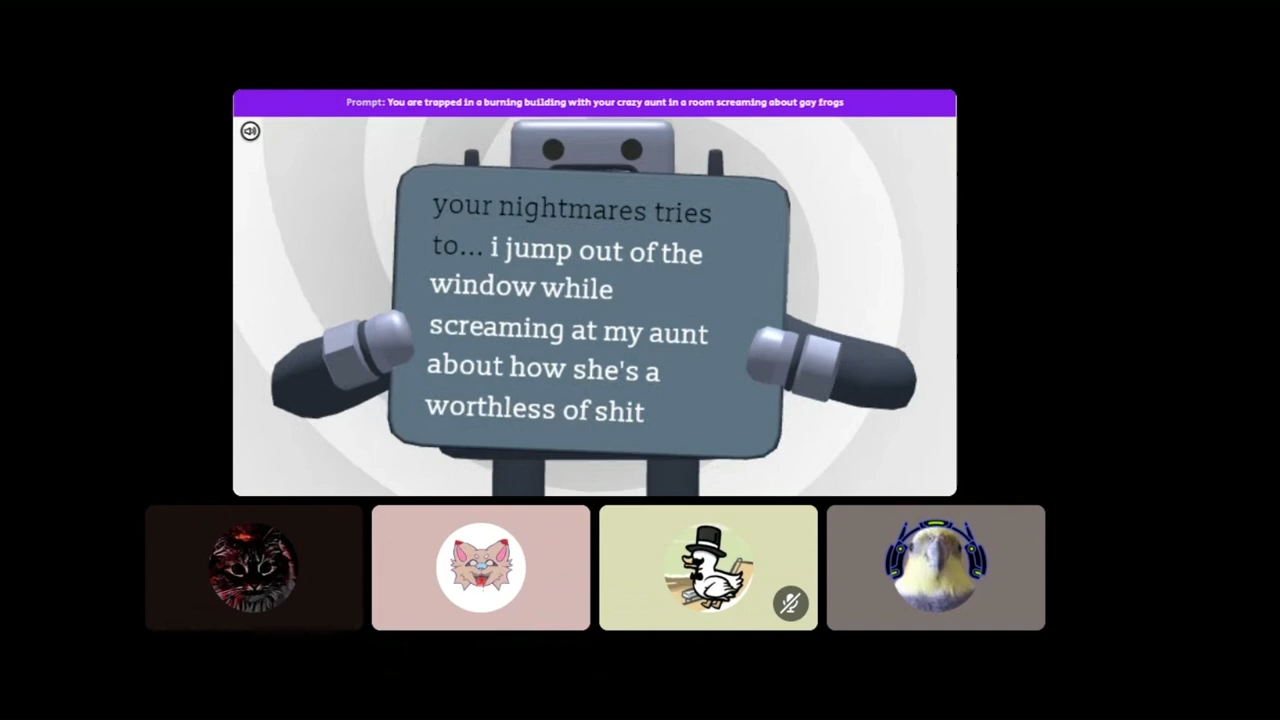 Prompt: You are trapped in a burning building with your crazy aunt in a room screaming about gay frogs
your nightmares tries
to... i jump out of the
window while
screaming at my aunt
about how she's a
worthless of shit